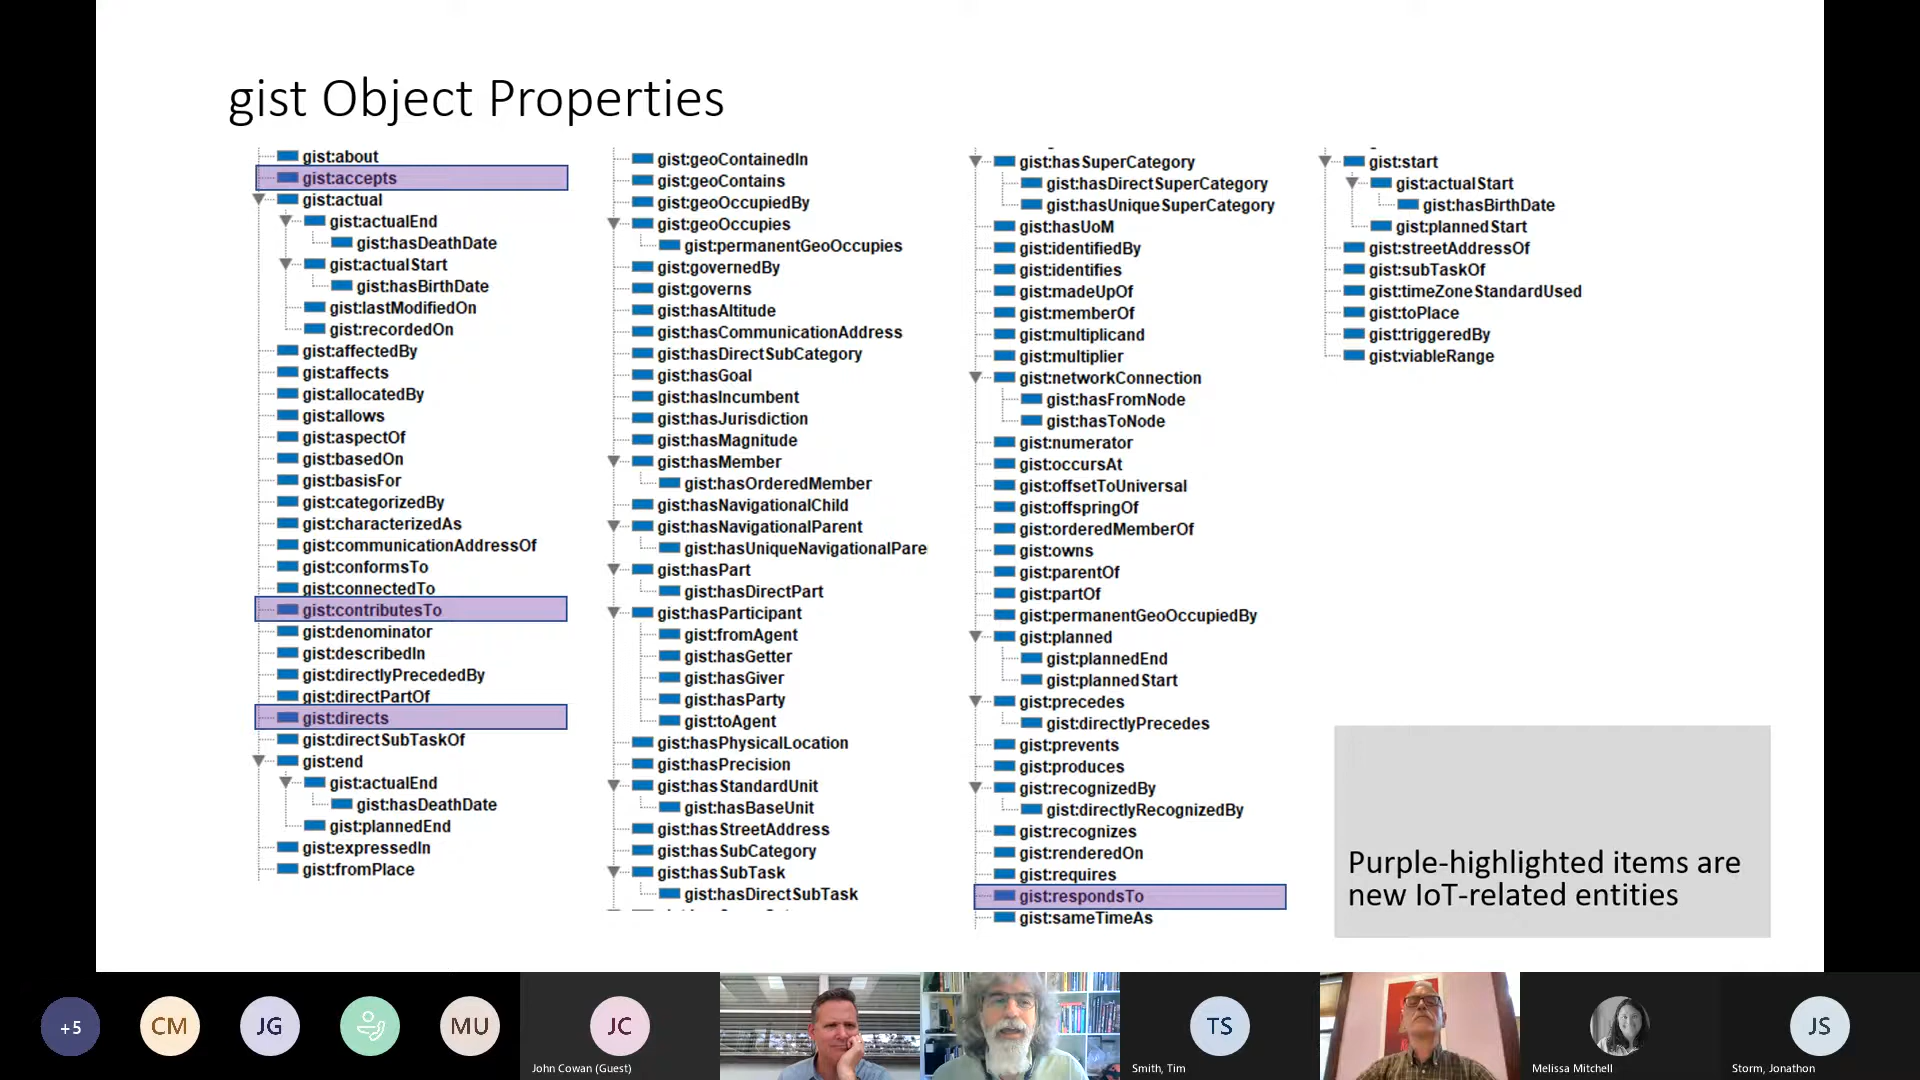 gist Object Properties
gist:about
gist:accepts
gist:actual
gist:actualEnd
gist:hasDeathDate
gist:actualStart
gist:hasBirthDate
gist:lastModifiedOn
gist:recordedOn
gist:affectedBy
gist:affects
gist:allocatedBy
gist:allows
gist:aspectOf
gist:basedOn
gist:basisFor
gist:categorizedBy
gist:characterizedAs
gist:communicationAddressOf
gist:conformsTo
gist:connectedTo
gist:contributesTo
gist:denominator
gist:describedIn
gist:directlyPrecededBy
gist:directPartOf
gist:directs
gist:directSubTaskOf
gist:end
gist:actualEnd
gist:hasDeathDate
gist:plannedEnd
gist:expressedIn
gist:fromPlace
gist:geoContainedIn
gist:geoContains
gist:geoOccupiedBy
gist:geoOccupies
gist:permanentGeoOccupies
gist:governedBy
gist:governs
gist:hasAltitude
gist:hasCommunicationAddress
gist:hasDirectSubCategory
gist:hasGoal
gist:hasIncumbent
gist:hasJurisdiction
gist:hasMagnitude
gist:hasMember
gist:hasOrderedMember
gist:hasNavigationalChild
gist:hasNavigationalParent
gist:hasUniqueNavigationalPare
gist:hasPart
gist:hasDirectPart
gist:hasParticipant
gist:fromAgent
gist:hasGetter
gist:hasGiver
gist:hasParty
gist:toAgent
gist:hasPhysicalLocation
gist:hasPrecision
gist:hasStandardUnit
gist:hasBaseUnit
gist:hasStreetAddress
gist:hasSubCategory
gist:hasSubTask
gist:hasDirectSubTask
gist:hasSuperCategory
gist:hasDirectSuperCategory
gist:hasUniqueSuperCategory
gist:hasUoM
gist:identifiedBy
gist:identifies
gist:madeUpOf
gist:memberOf
gist:multiplicand
gist:multiplier
gist:networkConnection
gist:hasFromNode
gist:hasToNode
gist:numerator
gist:occursAt
gist:offsetToUniversal
gist:offspringOf
gist:orderedMemberOf
gist:owns
gist:parentOf
gist:partOf
gist:permanentGeoOccupiedBy
gist:planned
gist:plannedEnd
gist:plannedStart
gist:precedes
gist:directlyPrecedes
gist:prevents
gist:produces
gist:recognizedBy
gist:directlyRecognizedBy
gist:recognizes
gist:renderedOn
gist:requires
gist:respondsTo
gist:sameTimeAs
gist:start
gist:actualStart
gist:hasBirthDate
gist:plannedStart
gist:streetAddressOf
gist:subTaskOf
gist:timeZoneStandardUsed
gist:toPlace
gist:triggeredBy
gist:viableRange
Purple-highlighted items are
new IoT-related entities
+5
CM
JG
MU
JC
John Cowan (Guest)
TS
Smith, Tim
Melissa Mitchell
JS
Storm, Jonathon